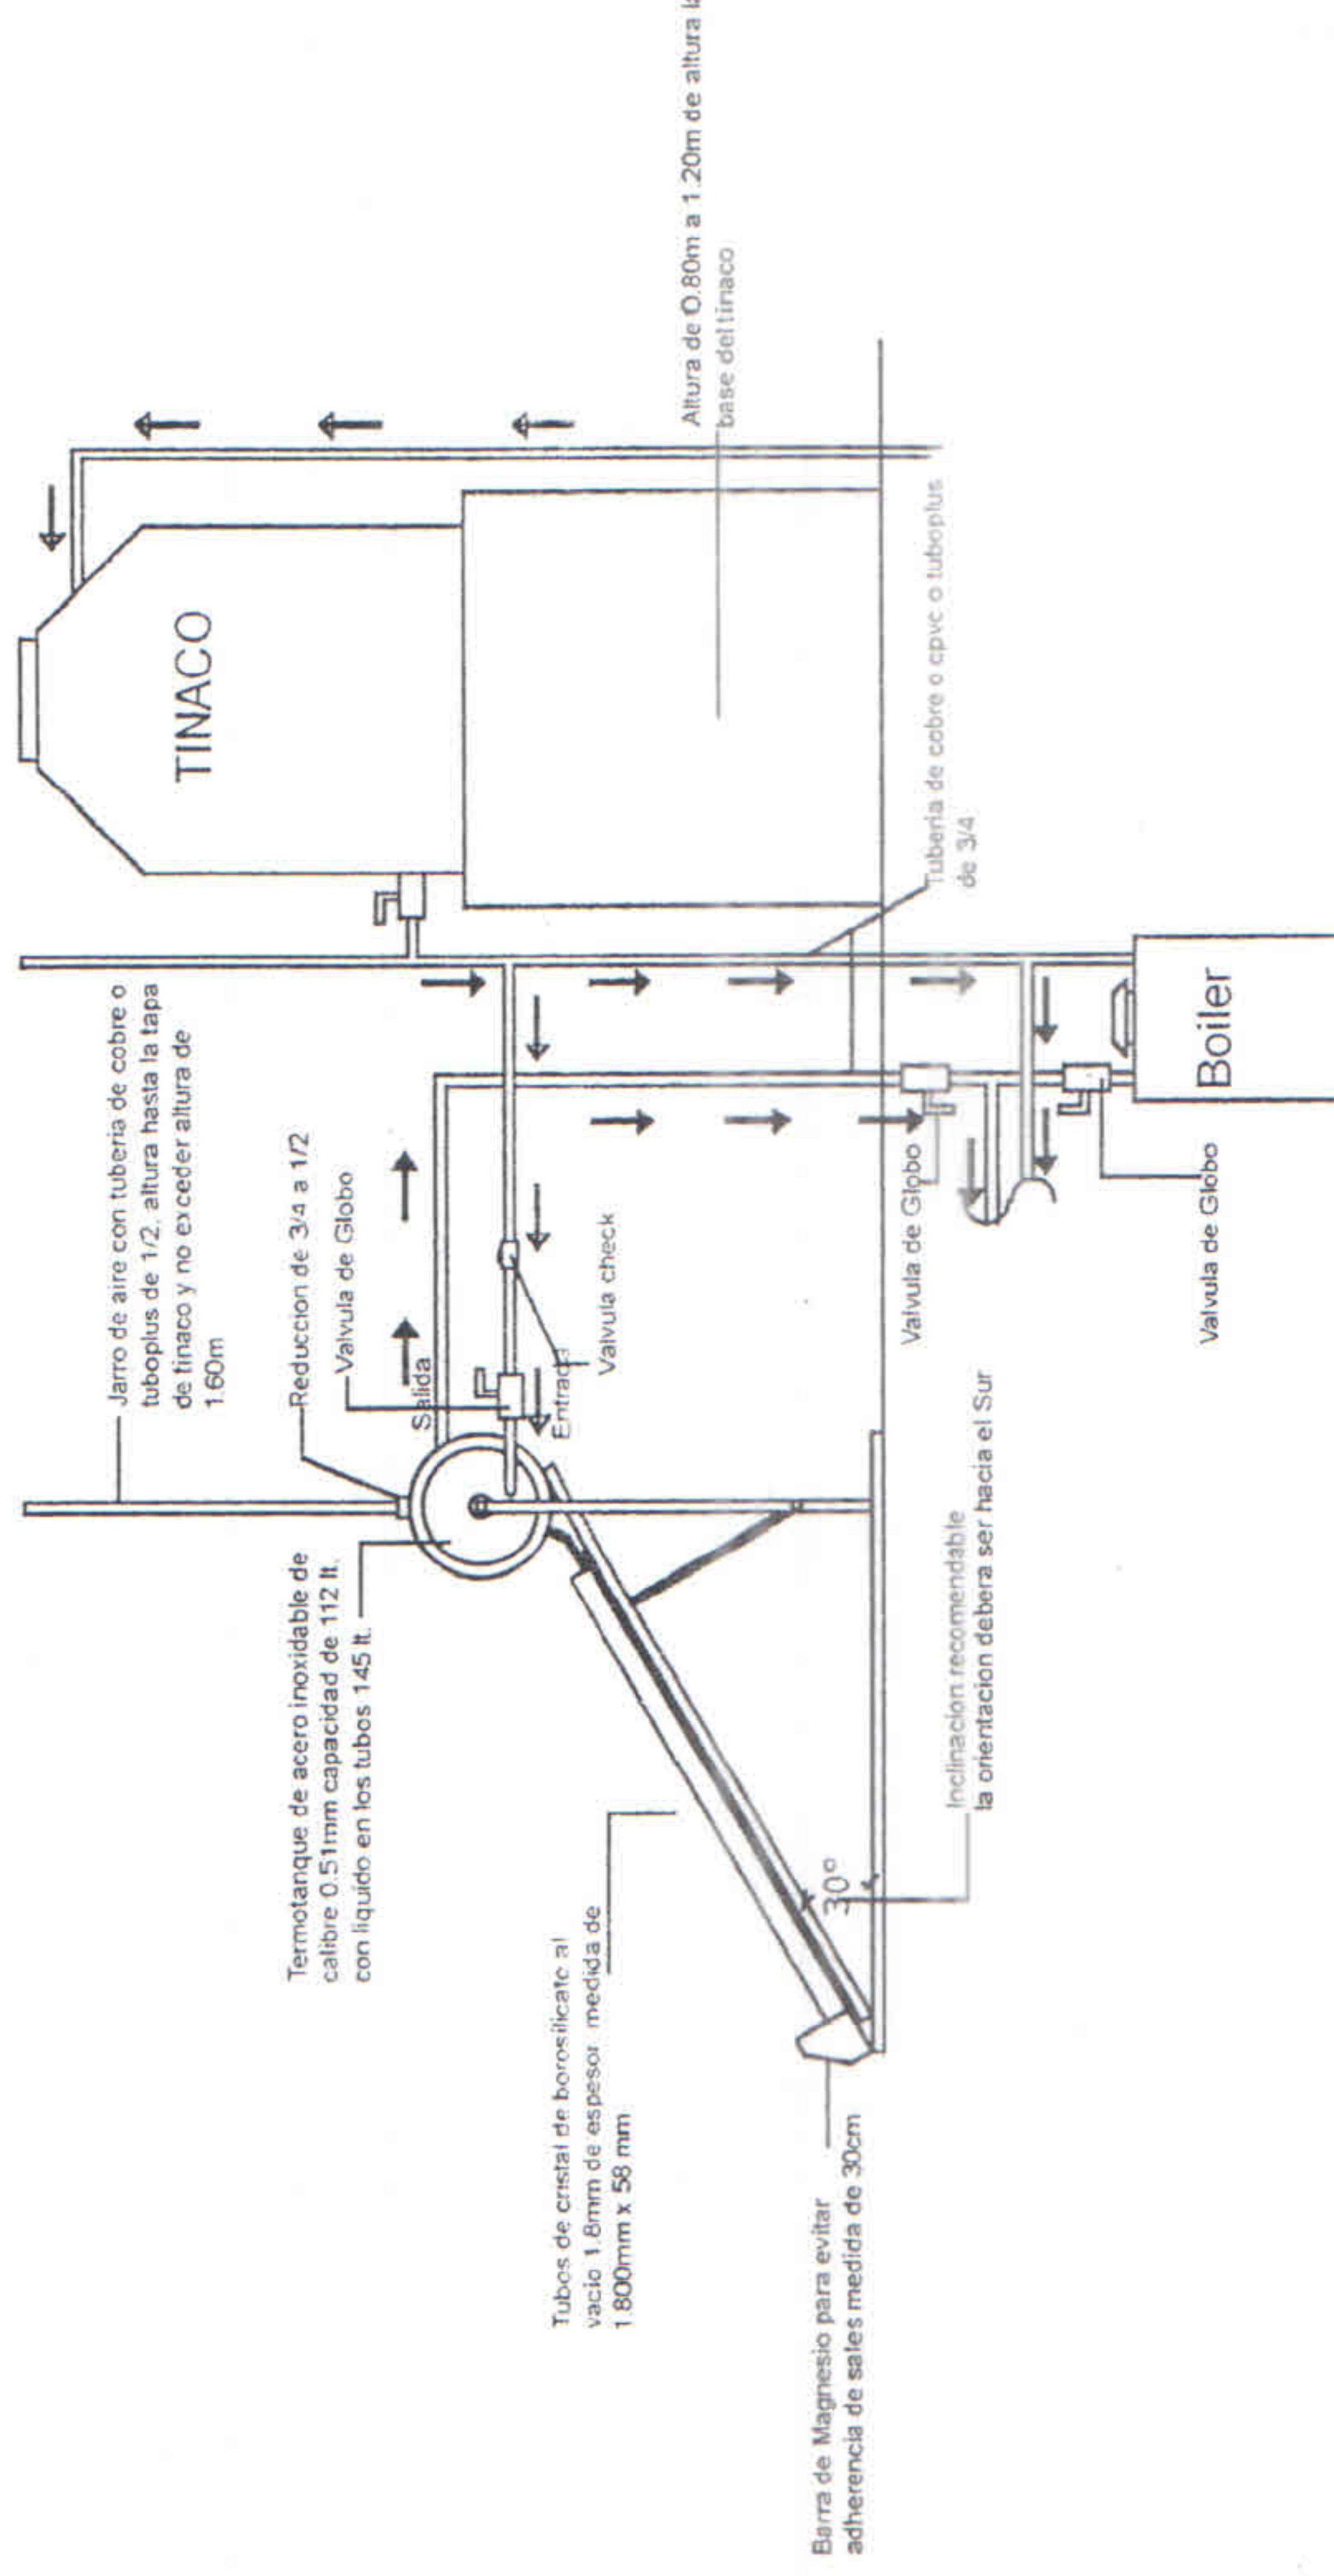 Jarro de aire con tuberia de cobre o
tuboplus de 1/2, altura hasta la tapa
de tinaco y no exceder altura de
1.60m
TINACO
Termotanque de acero inoxidable de
calibre 0.51mm capacidad de 112 lt.
con liquido en los tubos 145 lt.
Reduccion de 3/4 a 1/2
Valvula de Globo
Salida
Entrada
Valvula check
Tubos de cristal de borosilicato al
vacio 1.8mm de espesor medida de
1.800mm x 58 mm
Altura de 0.80m a 1.20m de altura la
base del tinaco
Barra de Magnesio para evitar
adherencia de sales medida de 30cm
30°
Inclinacion recomendable
la orientacion debera ser hacia el Sur
Valvula de Globo
Tuberia de cobre o cpvc o tuboplus
de 3/4
Valvula de Globo
Boiler